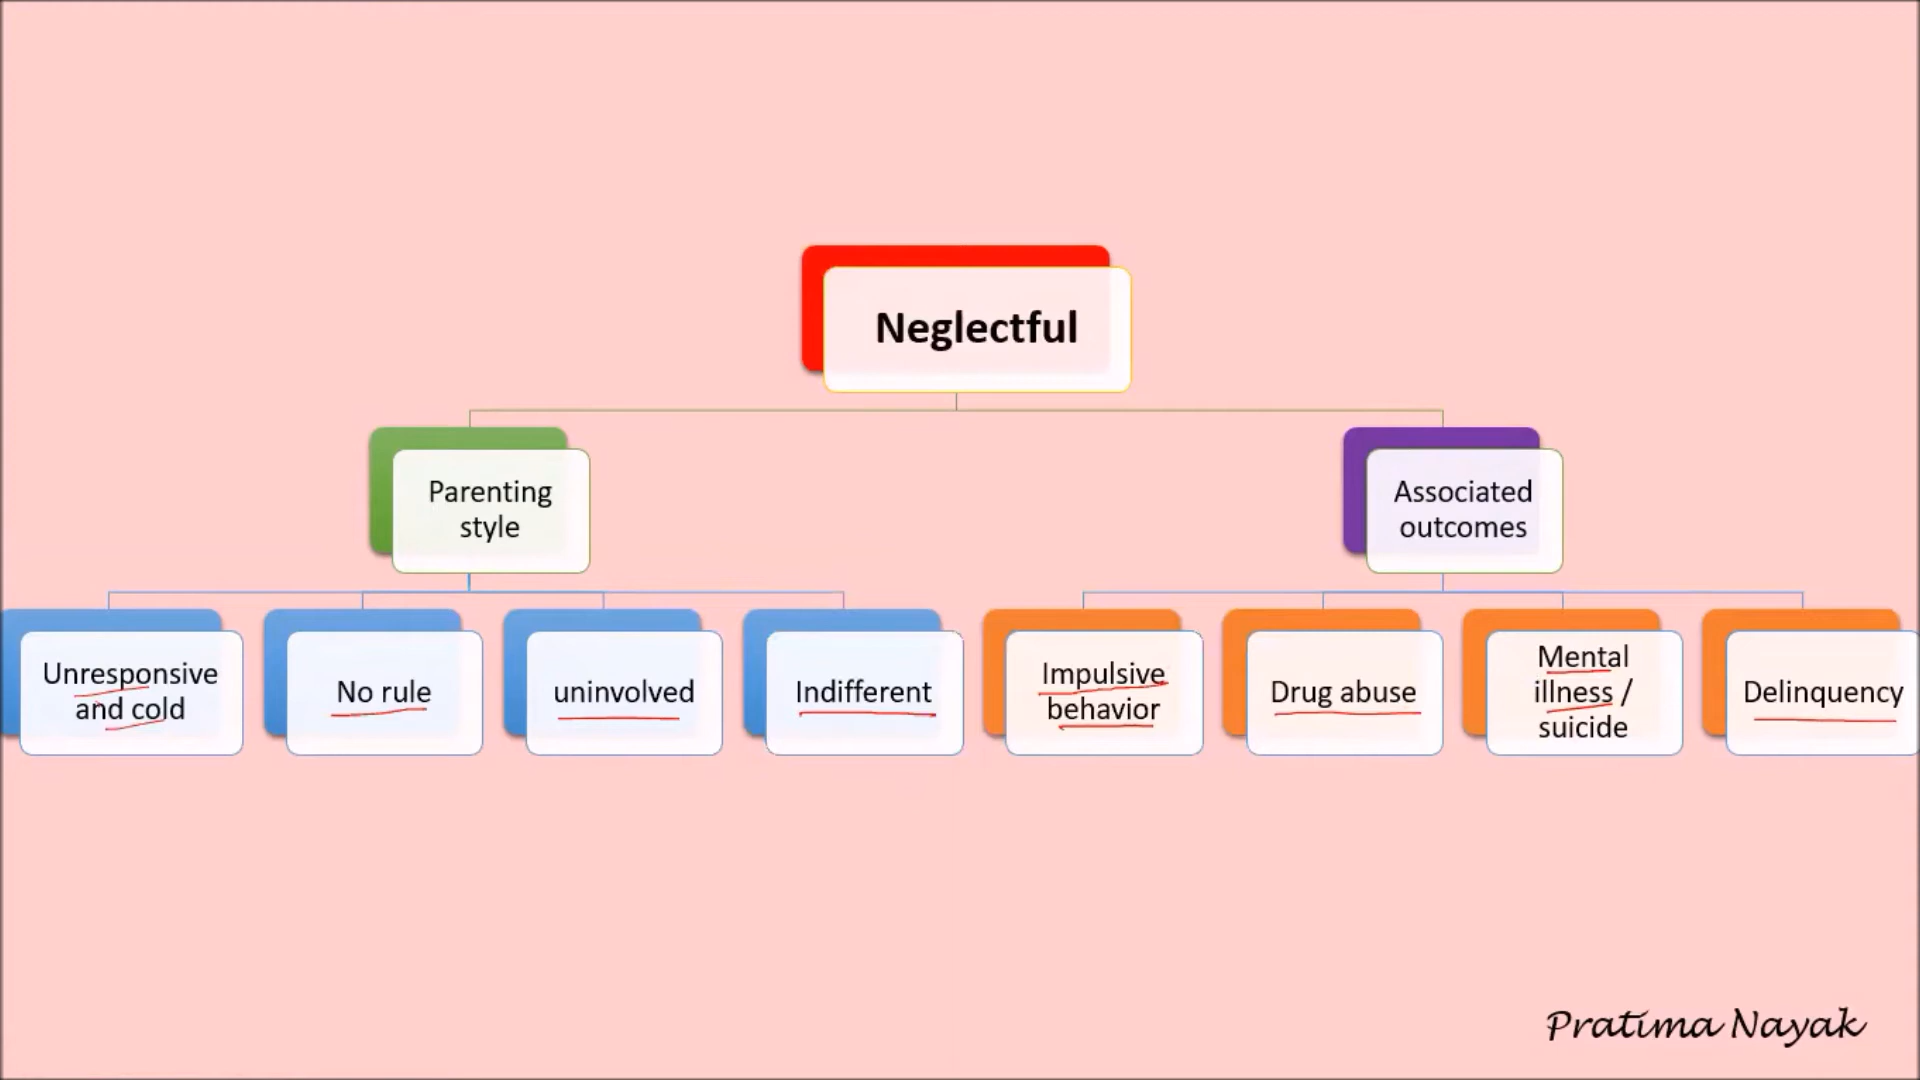 Neglectful
Parenting
style
Associated
outcomes
Unresponsive
and cold
No rule
uninvolved
Indifferent
Impulsive
behavior
Drug abuse
Mental
illness /
suicide
Delinquency
Pratima Nayak